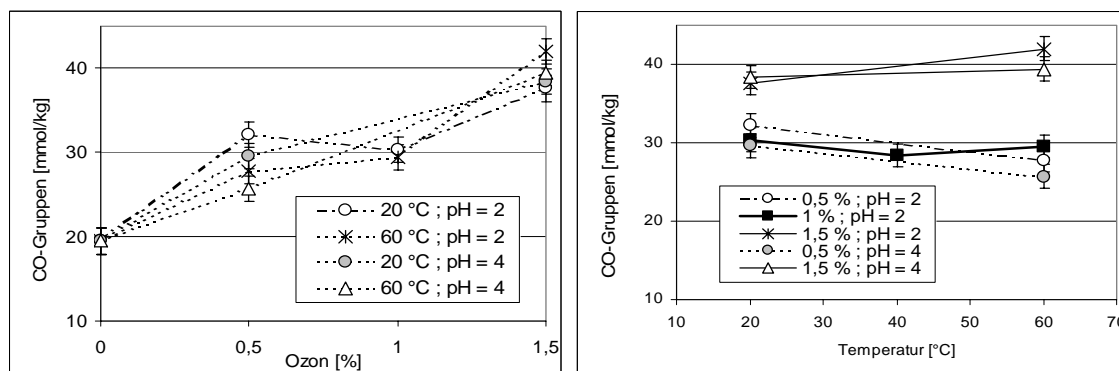 CO-Gruppen [mmol/kg]
40
30
20
10
0
0,5
1
1,5
Ozon [%]
20 °C ; pH = 2
60 °C ; pH = 2
20 °C ; pH = 4
60 °C ; pH = 4
CO-Gruppen [mmol/kg]
40
30
20
10
10
20
30
40
50
60
70
Temperatur [°C]
0,5 % ; pH = 2
1 % ; pH = 2
1,5 % ; pH = 2
0,5 % ; pH = 4
1,5 % ; pH = 4